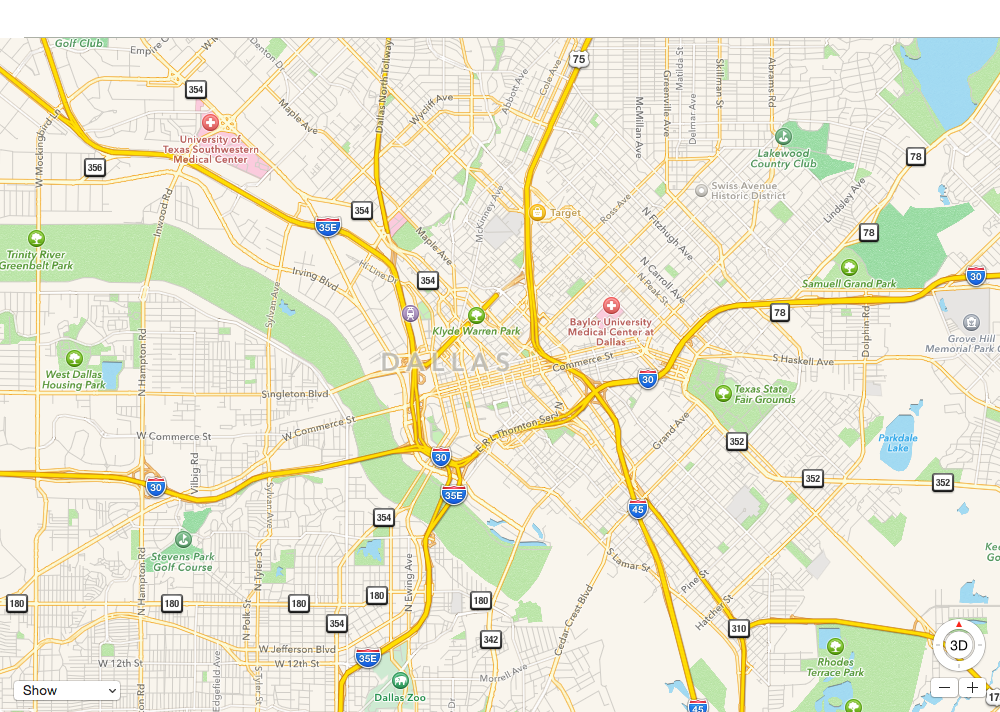 Golf Club
Empire C
Denton Dr
Dallas North Tollway
Wycliff Ave
Abbott Ave
Cole Ave
75
Matilda St
Skillman St
Abrams Rd
Greenville Ave
McMillan Ave
Delmar Ave
354
Maple Ave
W Mockingbird Ln
University of
Texas Southwestern
Medical Center
356
Lakewood
Country Club
78
Swiss Avenue
Historic District
Inwood Rd
354
35E
McKinney Ave
Target
Ross Ave
N Fitzhugh Ave
Lindsley Ave
78
Trinity River
Greenbelt Park
Maple Ave
Hi Line Dr
Irving Blvd
354
N Carroll Ave
N Peak St
Samuell Grand Park
30
Sylvan Ave
Klyde Warren Park
Baylor University
Medical Center at
Dallas
78
Dolphin Rd
Grove Hill
Memorial Park C
N Hampton Rd
West Dallas
Housing Park
DALLAS
Commerce St
S Haskell Ave
30
Texas State
Fair Grounds
Singleton Blvd
W Commerce St
W Commerce St
E R L Thornton Serv N
Grand Ave
352
Parkdale
Lake
Vilbig Rd
30
30
35E
352
352
Sylvan Ave
354
45
Stevens Park
Golf Course
N Hampton Rd
N Tyler St
N Ewing Ave
S Lamar St
Pine St
Hatcher St
Kee
Go
180
180
180
180
180
N Polk St
354
342
Cedar Crest Blvd
310
3D
W Jefferson Blvd
W 12th St
W 12th St
35E
Edgefield Ave
Morrell Ave
Dallas Zoo
Rhodes
Terrace Park
Show
45
17